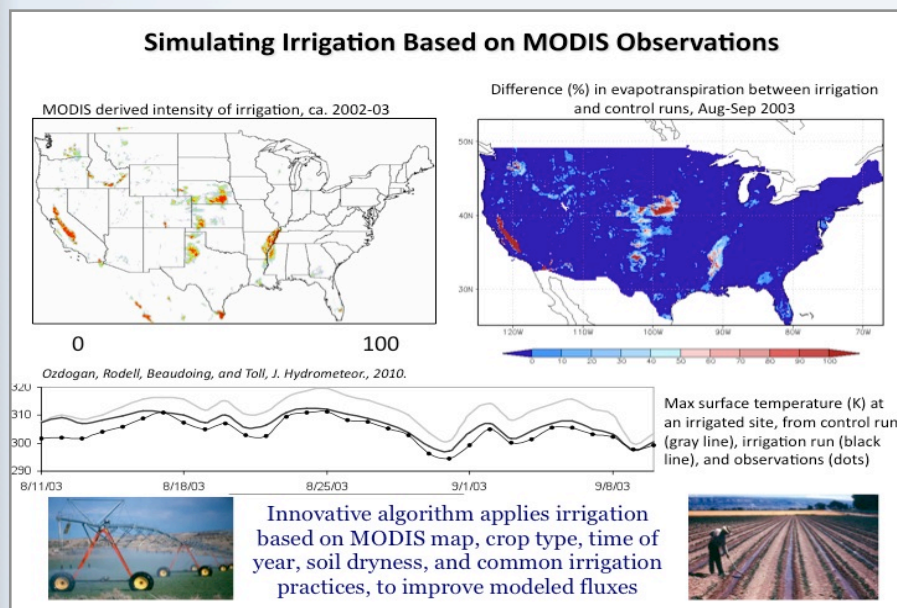 Simulating Irrigation Based on MODIS Observations
MODIS derived intensity of irrigation, ca. 2002-03
Difference (%) in evapotranspiration between irrigation
and control runs, Aug-Sep 2003
50N
40N
30N
120W 110W 100W 90W 80W 70W
0 100
0 10 20 30 40 50 60 70 80 90 100
Ozdogan, Rodell, Beaudoing, and Toll, J. Hydrometeor., 2010.
320
310
300
290
8/11/03 8/18/03 8/25/03 9/1/03 9/8/03
Max surface temperature (K) at
an irrigated site, from control run
(gray line), irrigation run (black
line), and observations (dots)
Innovative algorithm applies irrigation
based on MODIS map, crop type, time of
year, soil dryness, and common irrigation
practices, to improve modeled fluxes